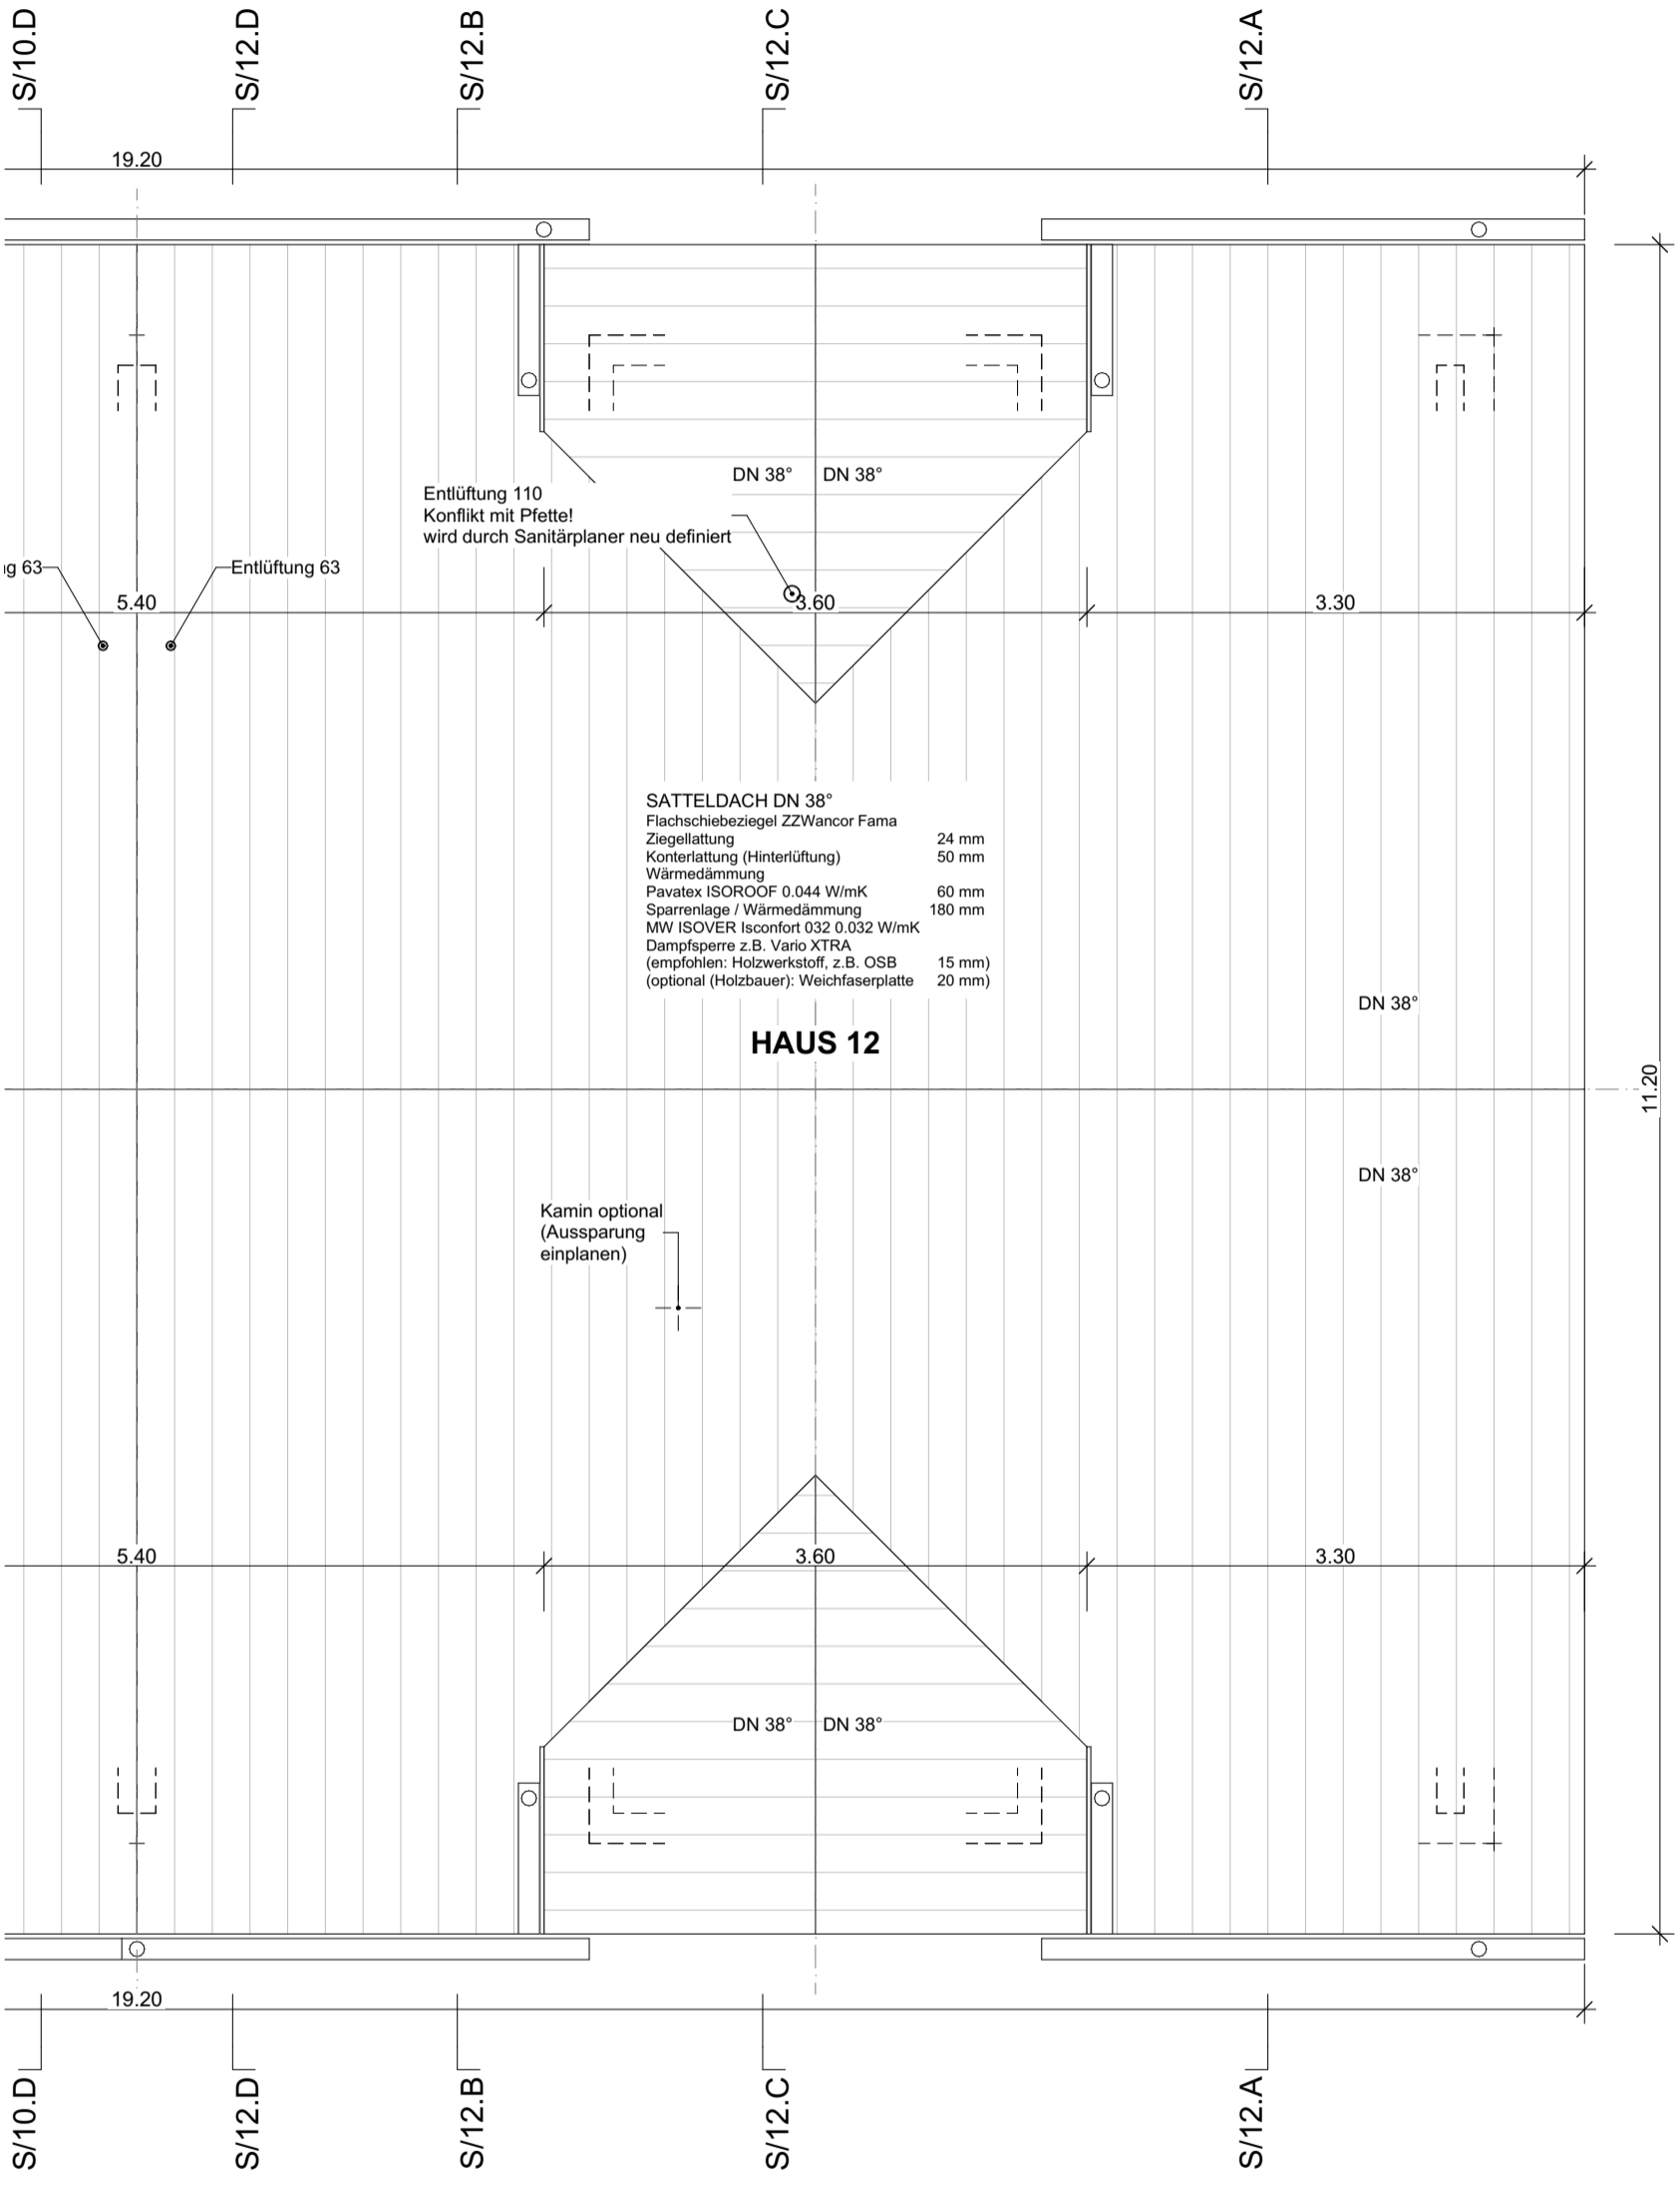 S/10.D
S/12.D
S/12.B
S/12.C
S/12.A
19.20
DN 38° DN 38°
Entlüftung 110
Konflikt mit Pfette!
wird durch Sanitärplaner neu definiert
g 63
Entlüftung 63
5.40
3.60
3.30
SATTELDACH DN 38°
Flachschiebeziegel ZZWancor Fama
Ziegellattung 24 mm
Konterlattung (Hinterlüftung) 50 mm
Wärmedämmung
Pavatex ISOROOF 0.044 W/mK 60 mm
Sparrenlage / Wärmedämmung 180 mm
MW ISOVER Isconfort 032 0.032 W/mK
Dampfsperre z.B. Vario XTRA
(empfohlen: Holzwerkstoff, z.B. OSB 15 mm)
(optional (Holzbauer): Weichfaserplatte 20 mm)
DN 38°
HAUS 12
11.20
DN 38°
Kamin optional
(Aussparung
einplanen)
5.40
3.60
3.30
DN 38° DN 38°
19.20
S/10.D
S/12.D
S/12.B
S/12.C
S/12.A